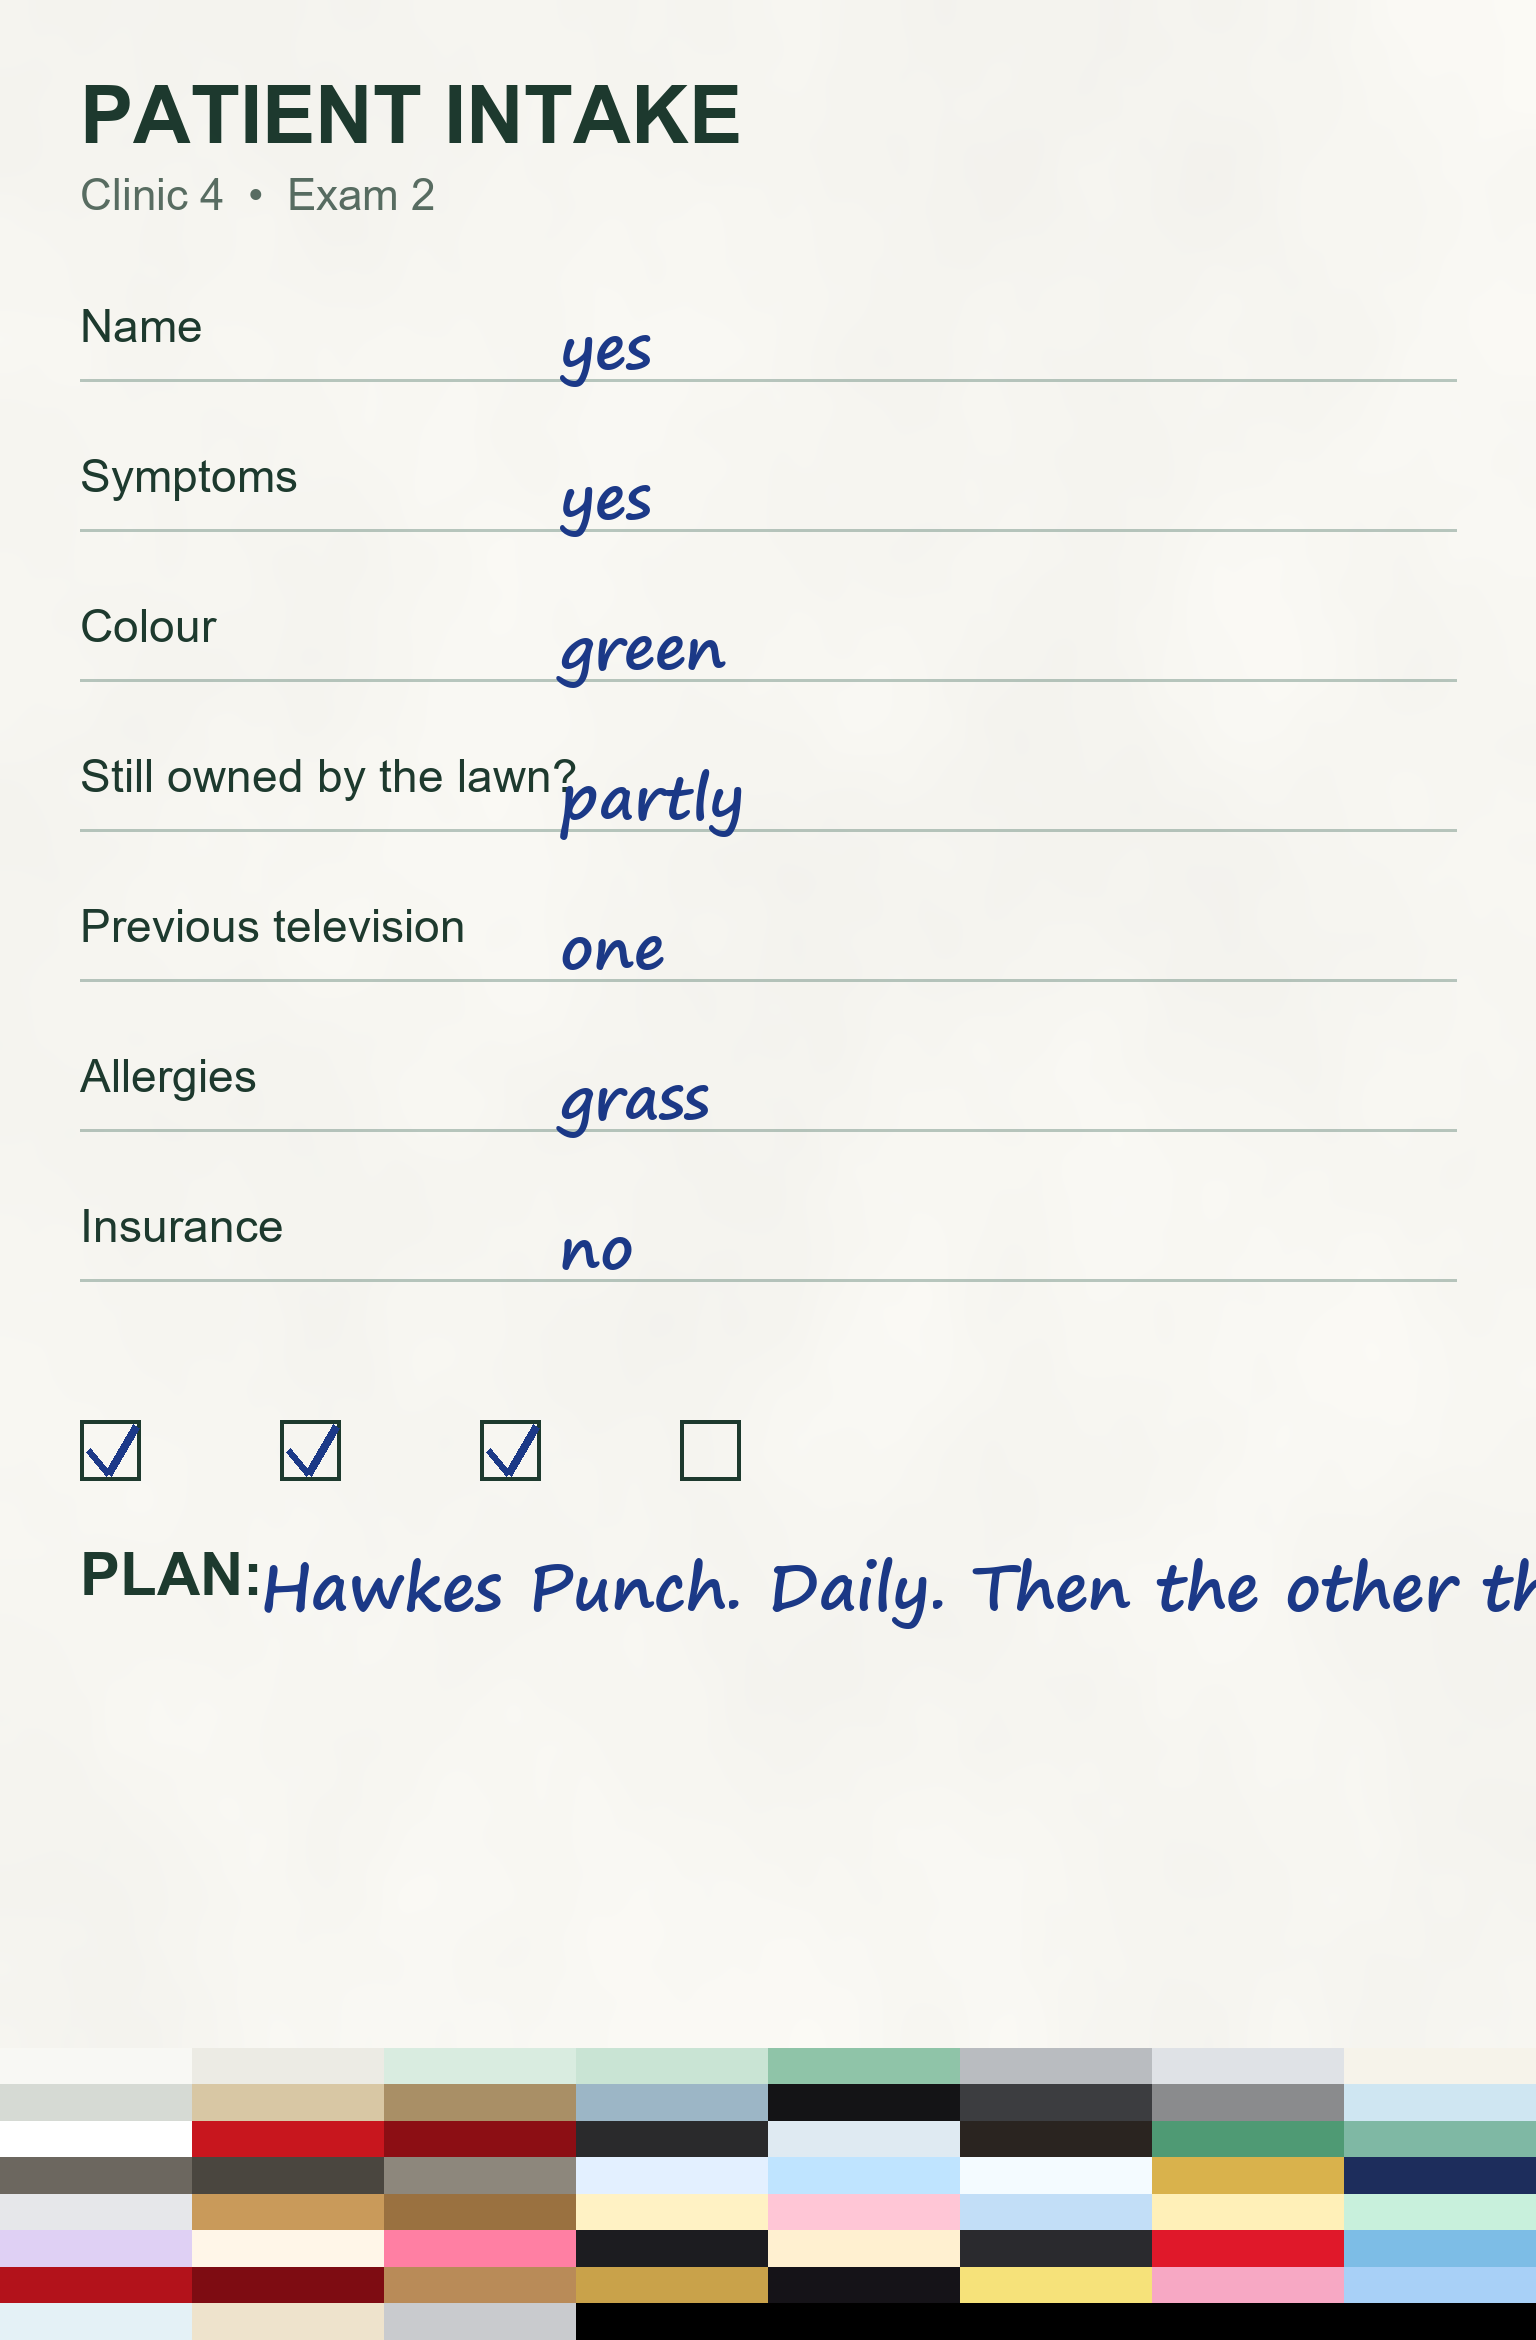 PATIENT INTAKE
Clinic 4 • Exam 2
Name yes
Symptoms yes
Colour green
Still owned by the lawn? partly
Previous television one
Allergies grass
Insurance no
PLAN: Hawkes Punch. Daily. Then the other